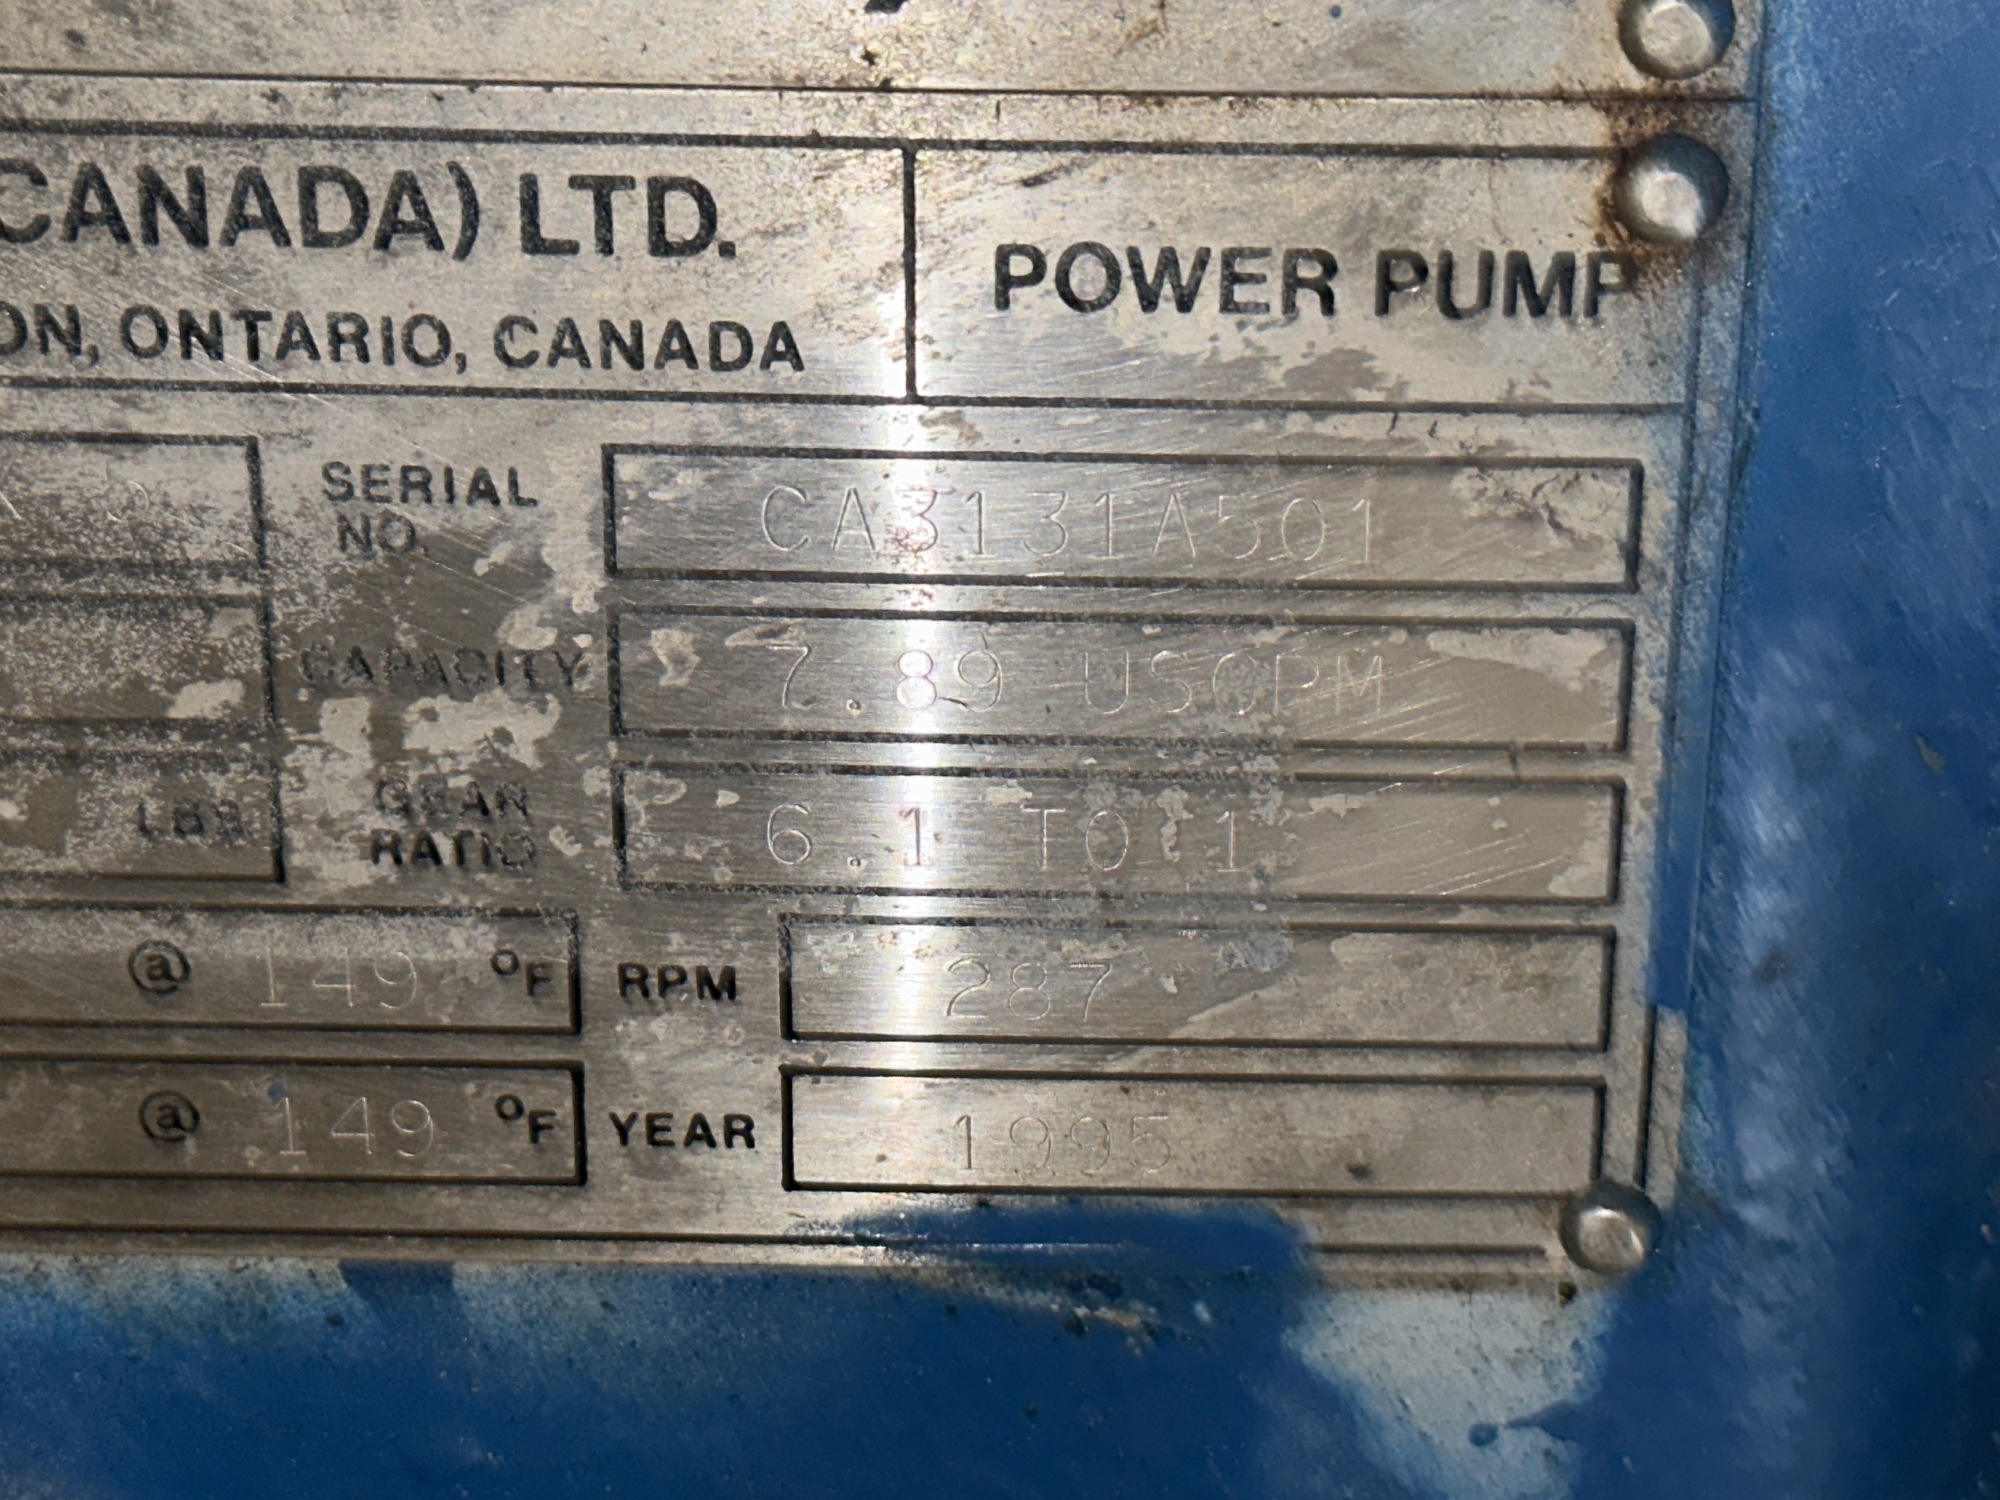 CANADA) LTD.
ON, ONTARIO, CANADA
POWER PUMP
SERIAL NO. CA3131A501
CAPACITY 7.89 USGPM
LBS
GEAR RATIO 6.1 TO 1
@ 149 °F RPM 287
@ 149 °F YEAR 1995